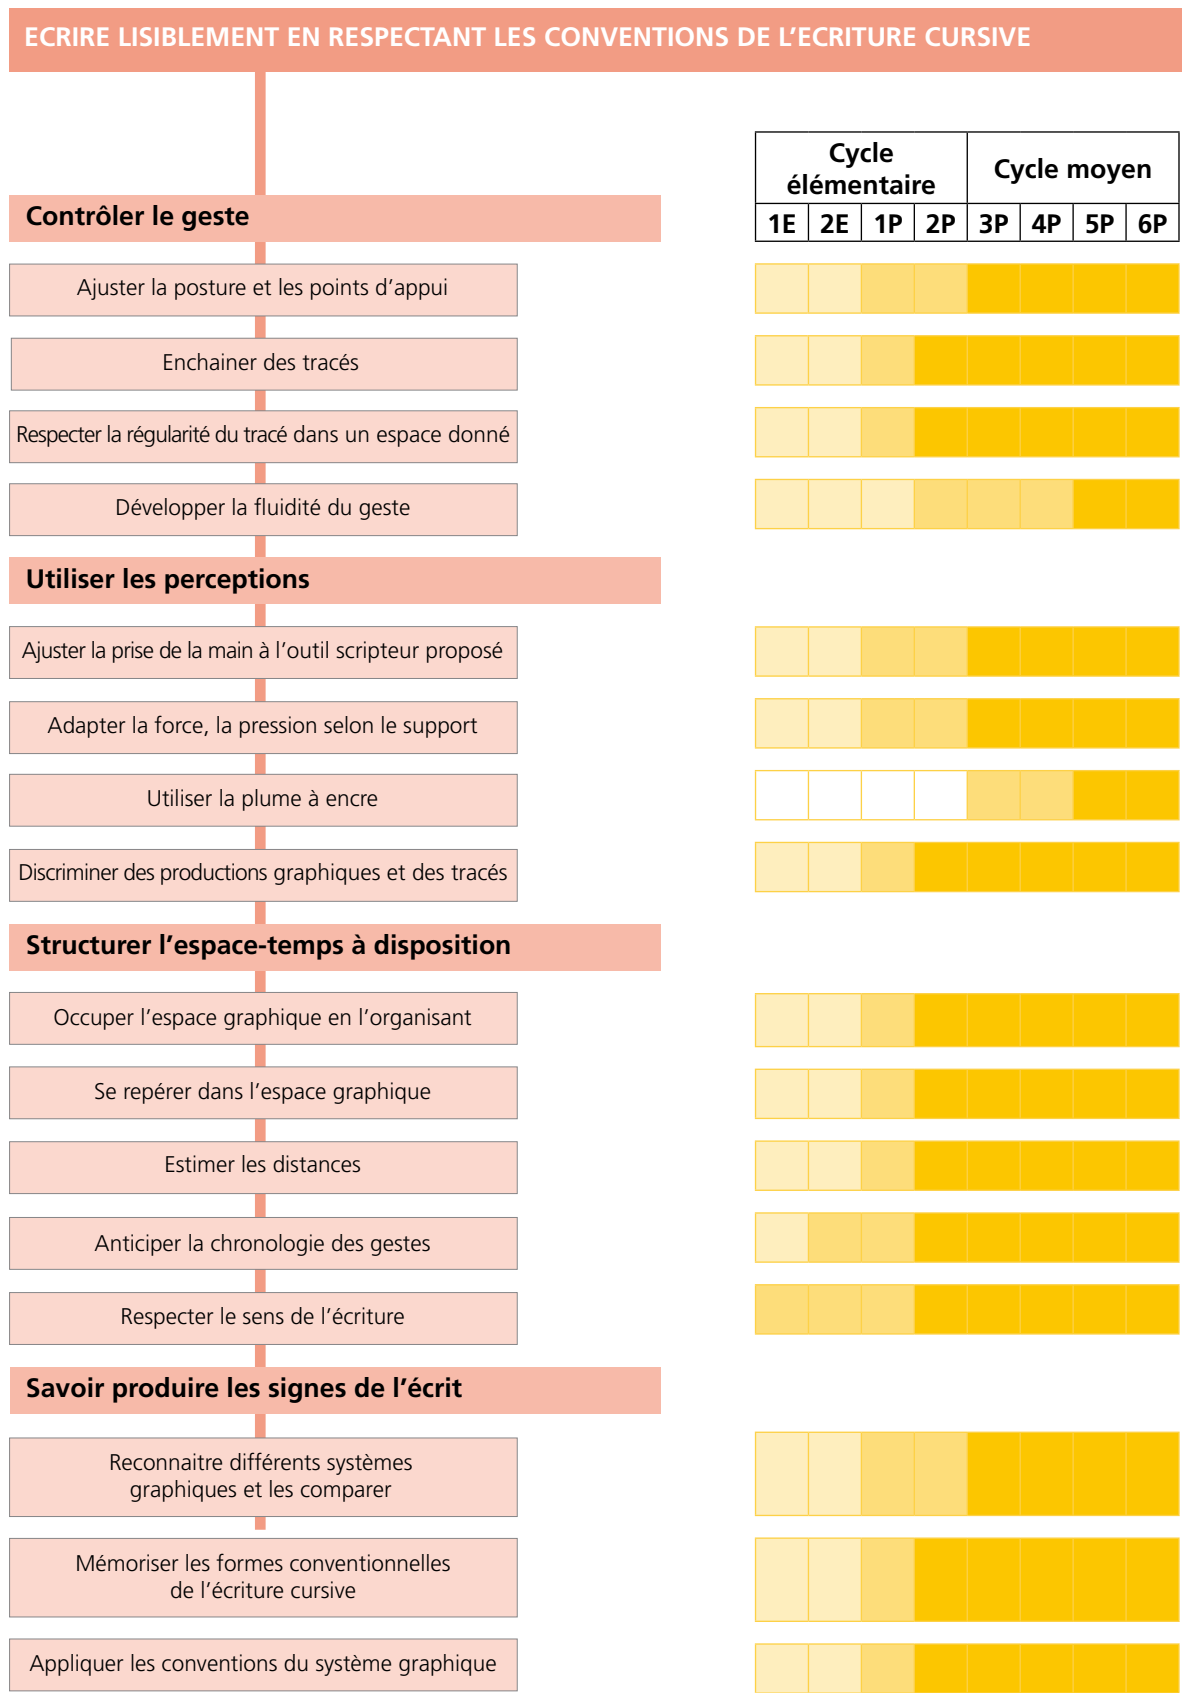 ECRIRE LISIBLEMENT EN RESPECTANT LES CONVENTIONS DE L’ECRITURE CURSIVE
Cycle
élémentaire
Cycle moyen
Contrôler le geste
1E 2E 1P 2P 3P 4P 5P 6P
Ajuster la posture et les points d’appui
Enchainer des tracés
Respecter la régularité du tracé dans un espace donné
Développer la fluidité du geste
Utiliser les perceptions
Ajuster la prise de la main à l’outil scripteur proposé
Adapter la force, la pression selon le support
Utiliser la plume à encre
Discriminer des productions graphiques et des tracés
Structurer l’espace-temps à disposition
Occuper l’espace graphique en l’organisant
Se repérer dans l’espace graphique
Estimer les distances
Anticiper la chronologie des gestes
Respecter le sens de l’écriture
Savoir produire les signes de l’écrit
Reconnaitre différents systèmes
graphiques et les comparer
Mémoriser les formes conventionnelles
de l’écriture cursive
Appliquer les conventions du système graphique